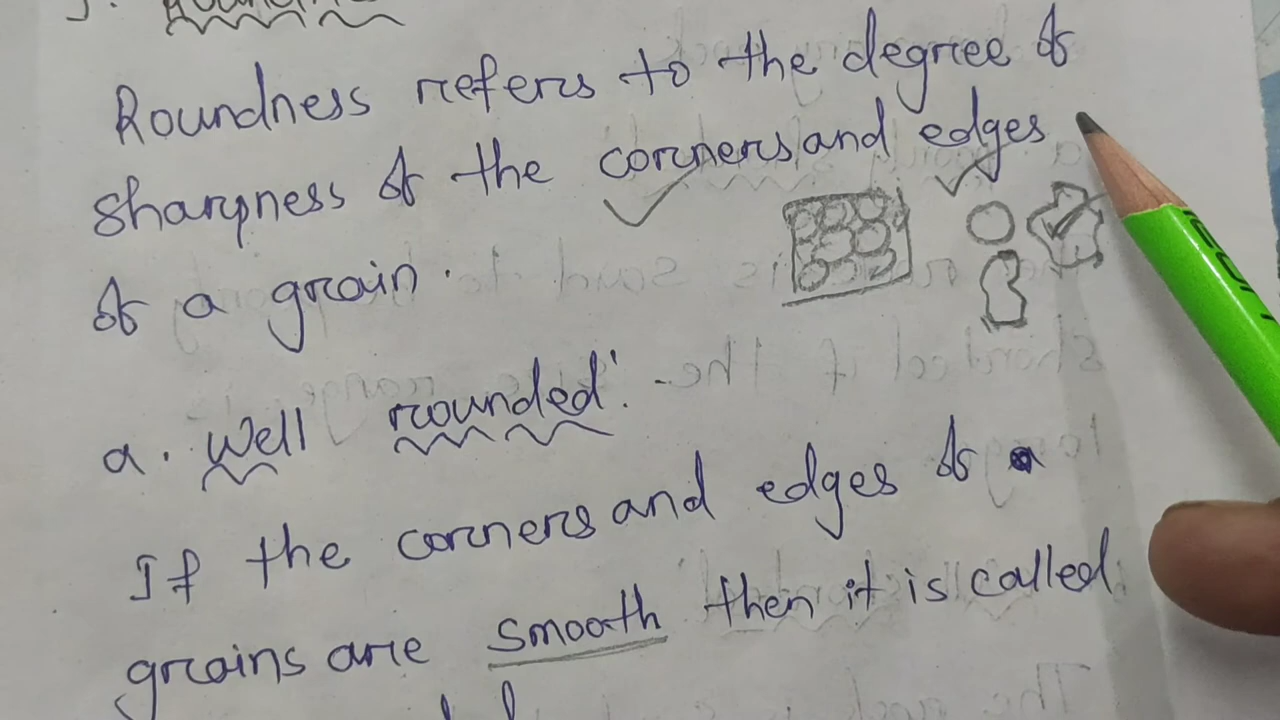 Roundness refers to the degree of
sharpness of the corners and edges
of a grain.
a. Well rounded:-
If the corners and edges of a
grains are smooth then it is called